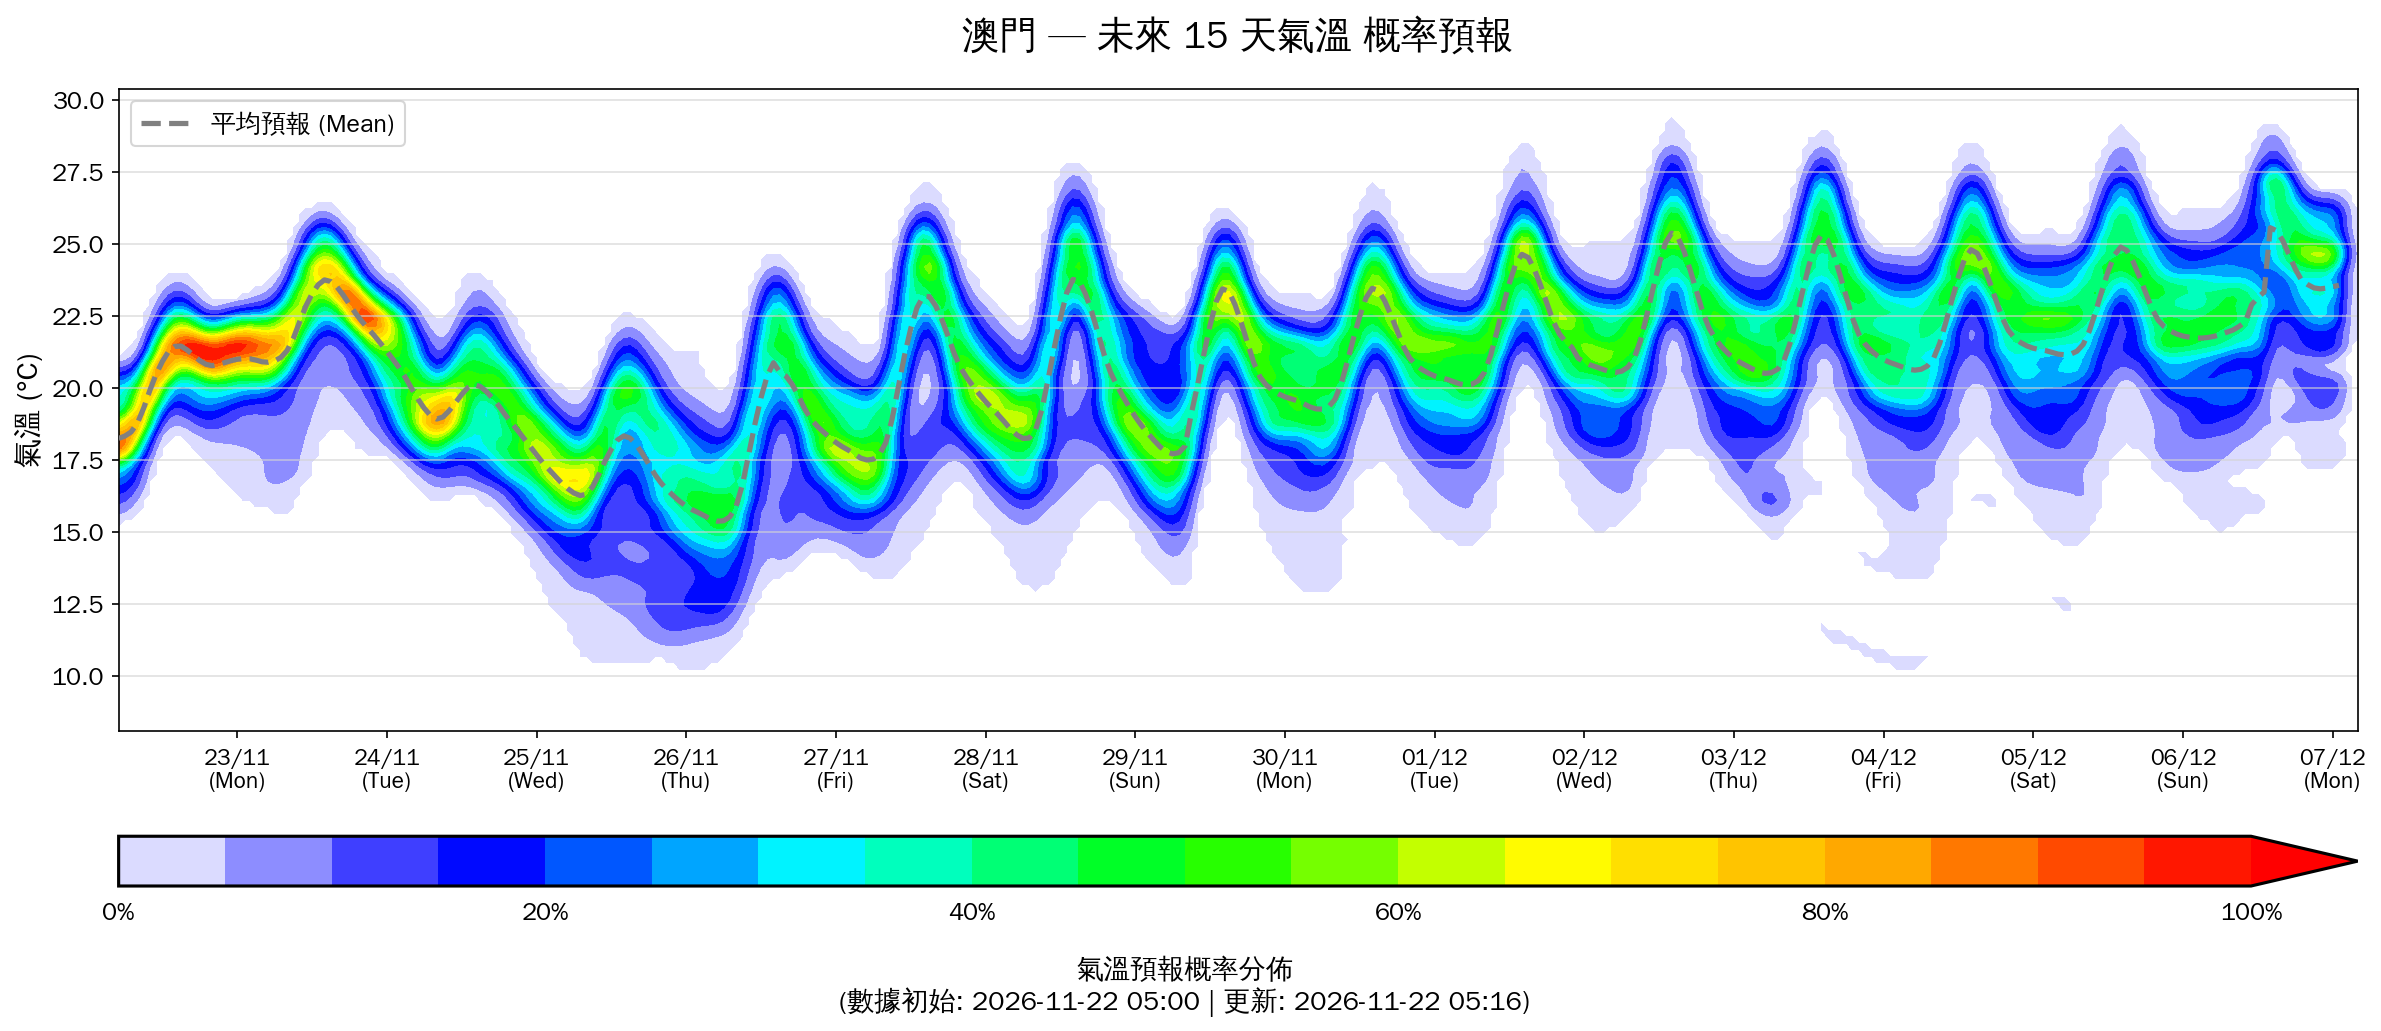 澳門 — 未來 15 天氣溫 概率預報
平均預報 (Mean)
氣溫 (°C)
30.0
27.5
25.0
22.5
20.0
17.5
15.0
12.5
10.0
23/11 24/11 25/11 26/11 27/11 28/11 29/11 30/11 01/12 02/12 03/12 04/12 05/12 06/12 07/12
(Mon) (Tue) (Wed) (Thu) (Fri) (Sat) (Sun) (Mon) (Tue) (Wed) (Thu) (Fri) (Sat) (Sun) (Mon)
0% 20% 40% 60% 80% 100%
氣溫預報概率分佈
(數據初始: 2026-11-22 05:00 | 更新: 2026-11-22 05:16)